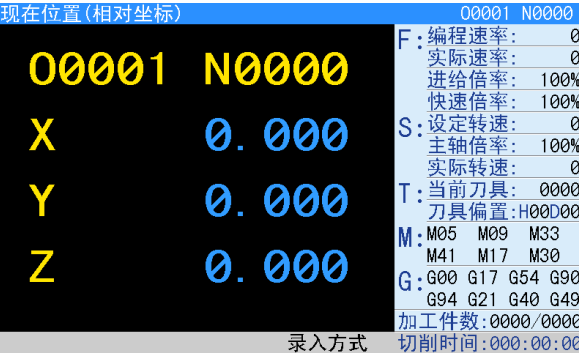 现在位置(相对坐标) O0001 N0000
O0001 N0000
X 0.000
Y 0.000
Z 0.000
F:编程速率: 0
实际速率: 0
进给倍率: 100%
快速倍率: 100%
S:设定转速: 0
主轴倍率: 100%
实际转速: 0
T:当前刀具: 0000
刀具偏置:H00D00
M:M05 M09 M33
M41 M17 M30
G:G00 G17 G54 G90
G94 G21 G40 G49
加工件数:0000/0000
录入方式 切削时间:000:00:00